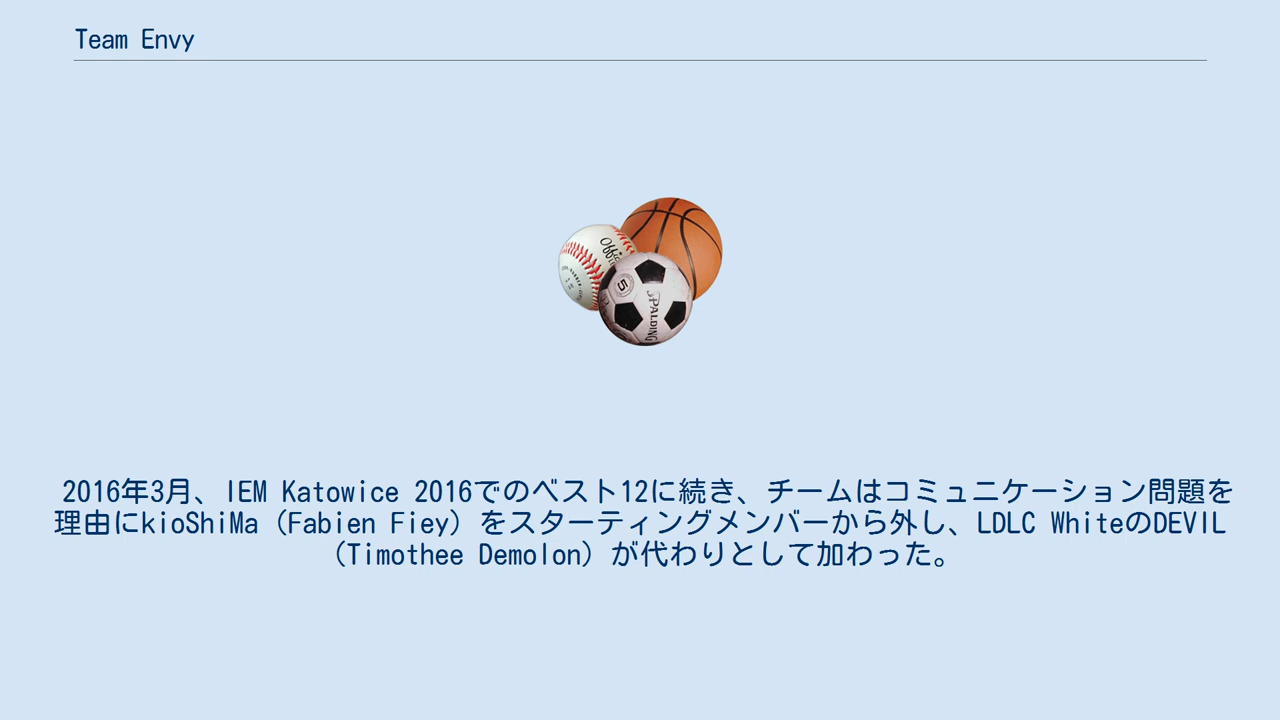 Team Envy
Offic
5
SPALDING
2016年3月、IEM Katowice 2016でのベスト12に続き、チームはコミュニケーション問題を
理由にkioShiMa (Fabien Fiey) をスターティングメンバーから外し、LDLC WhiteのDEVIL
(Timothee Demolon) が代わりとして加わった。